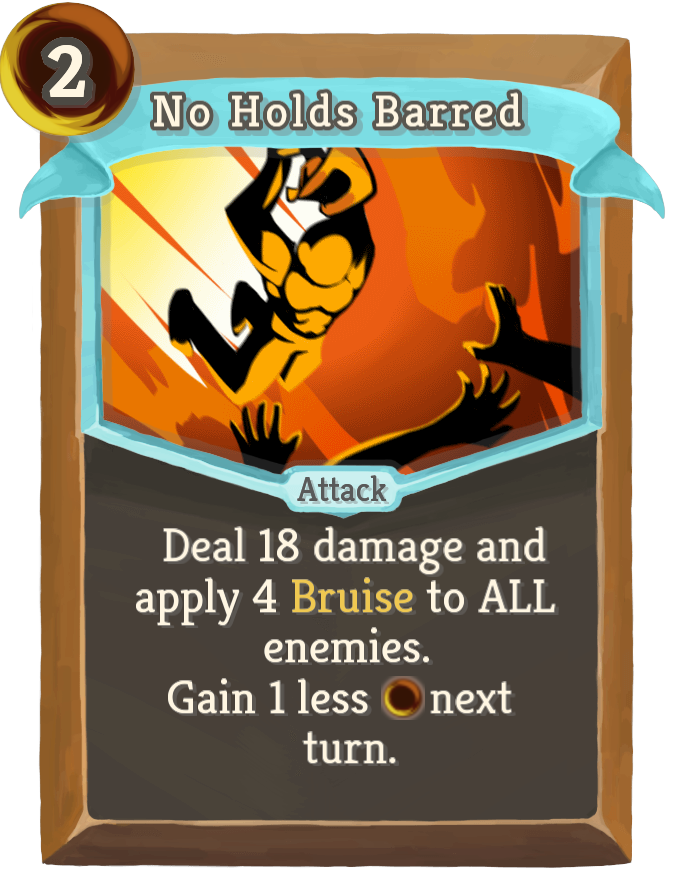 2
No Holds Barred
Attack
Deal 18 damage and
apply 4 Bruise to ALL
enemies.
Gain 1 less next
turn.